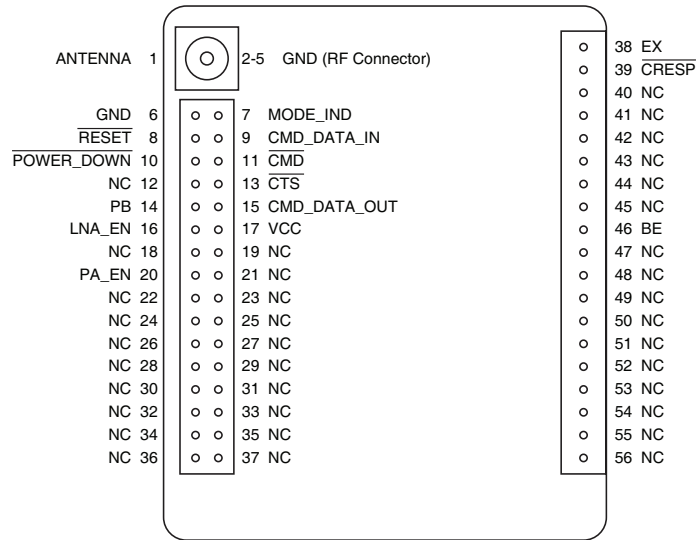 ANTENNA 1 2-5 GND (RF Connector) 38 EX
39 CRESP
40 NC
GND 6 7 MODE_IND 41 NC
RESET 8 9 CMD_DATA_IN 42 NC
POWER_DOWN 10 11 CMD 43 NC
NC 12 13 CTS 44 NC
PB 14 15 CMD_DATA_OUT 45 NC
LNA_EN 16 17 VCC 46 BE
NC 18 19 NC 47 NC
PA_EN 20 21 NC 48 NC
NC 22 23 NC 49 NC
NC 24 25 NC 50 NC
NC 26 27 NC 51 NC
NC 28 29 NC 52 NC
NC 30 31 NC 53 NC
NC 32 33 NC 54 NC
NC 34 35 NC 55 NC
NC 36 37 NC 56 NC